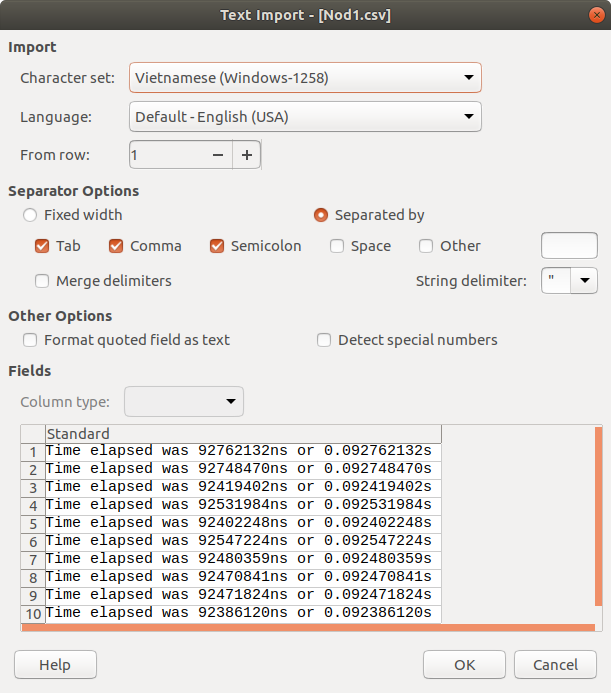 Text Import - [Nod1.csv]
Import
Character set: Vietnamese (Windows-1258)
Language: Default - English (USA)
From row: 1 − +
Separator Options
Fixed width Separated by
Tab Comma Semicolon Space Other
Merge delimiters String delimiter: "
Other Options
Format quoted field as text Detect special numbers
Fields
Column type:
Standard
1 Time elapsed was 92762132ns or 0.092762132s
2 Time elapsed was 92748470ns or 0.092748470s
3 Time elapsed was 92419402ns or 0.092419402s
4 Time elapsed was 92531984ns or 0.092531984s
5 Time elapsed was 92402248ns or 0.092402248s
6 Time elapsed was 92547224ns or 0.092547224s
7 Time elapsed was 92480359ns or 0.092480359s
8 Time elapsed was 92470841ns or 0.092470841s
9 Time elapsed was 92471824ns or 0.092471824s
10 Time elapsed was 92386120ns or 0.092386120s
Help OK Cancel